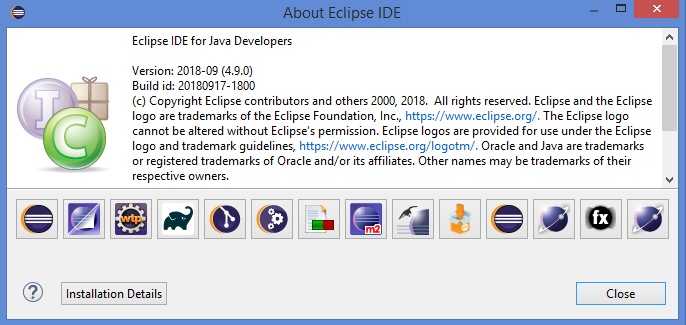 About Eclipse IDE
Eclipse IDE for Java Developers
Version: 2018-09 (4.9.0)
Build id: 20180917-1800
(c) Copyright Eclipse contributors and others 2000, 2018.  All rights reserved. Eclipse and the Eclipse
logo are trademarks of the Eclipse Foundation, Inc., https://www.eclipse.org/. The Eclipse logo
cannot be altered without Eclipse's permission. Eclipse logos are provided for use under the Eclipse
logo and trademark guidelines, https://www.eclipse.org/logotm/. Oracle and Java are trademarks
or registered trademarks of Oracle and/or its affiliates. Other names may be trademarks of their
respective owners.
I
C
wtp
m2
fx
?
Installation Details
Close